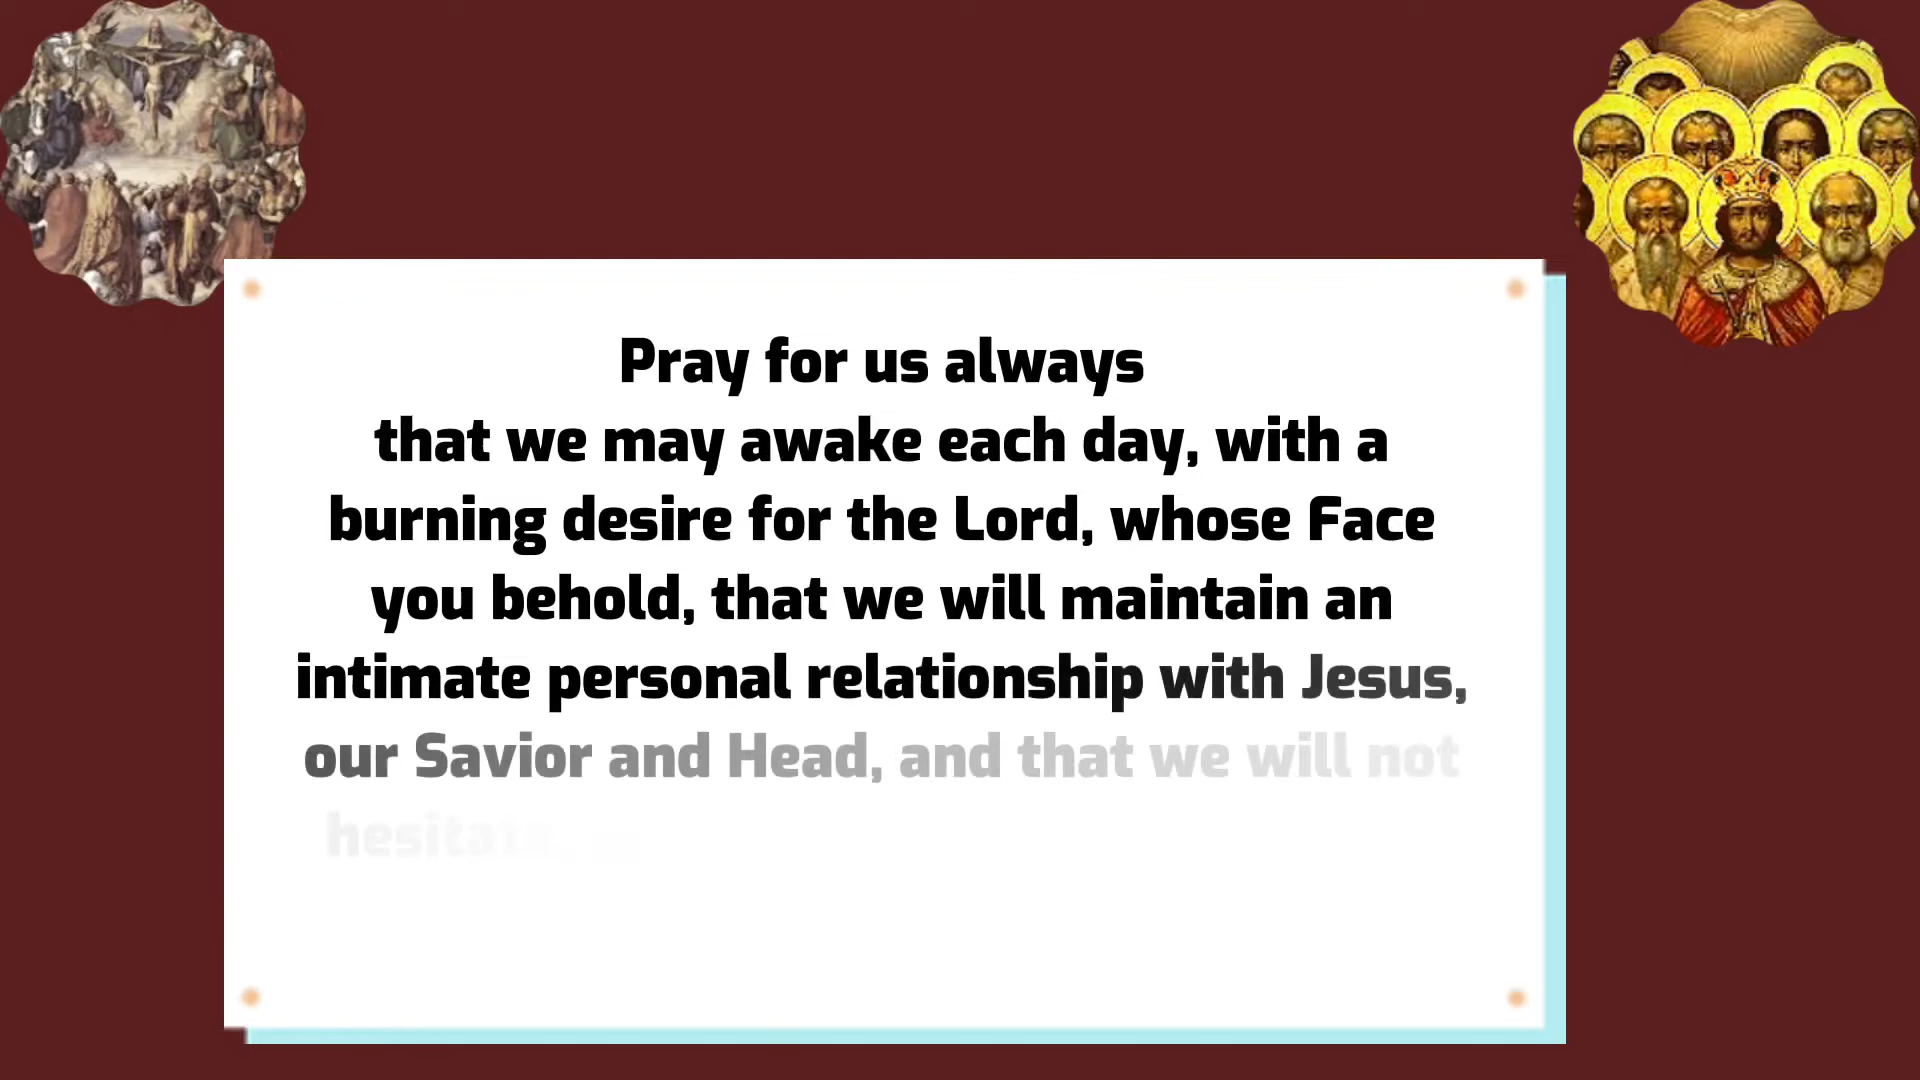 Pray for us always
that we may awake each day, with a
burning desire for the Lord, whose Face
you behold, that we will maintain an
intimate personal relationship with Jesus,
our Savior and Head, and that we will not
hesitate,